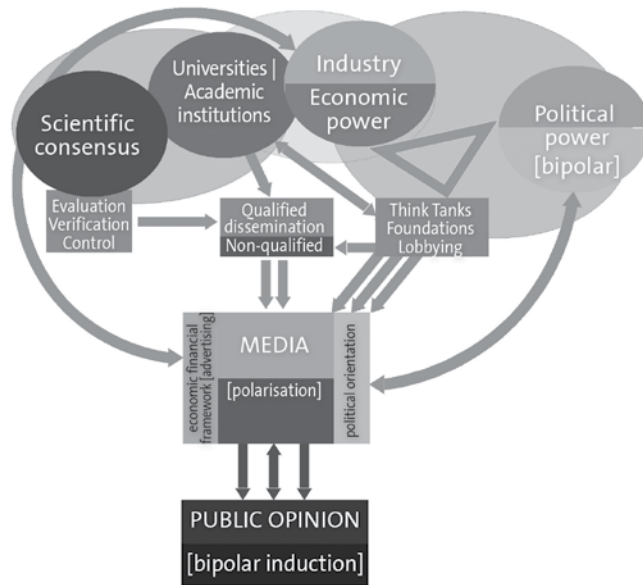 Universities |
Academic
institutions
Industry
Economic
power
Scientific
consensus
Political
power
[bipolar]
Evaluation
Verification
Control
Qualified
dissemination
Non-qualified
Think Tanks
Foundations
Lobbying
economic financial
framework [advertising]
MEDIA
[polarisation]
political orientation
PUBLIC OPINION
[bipolar induction]